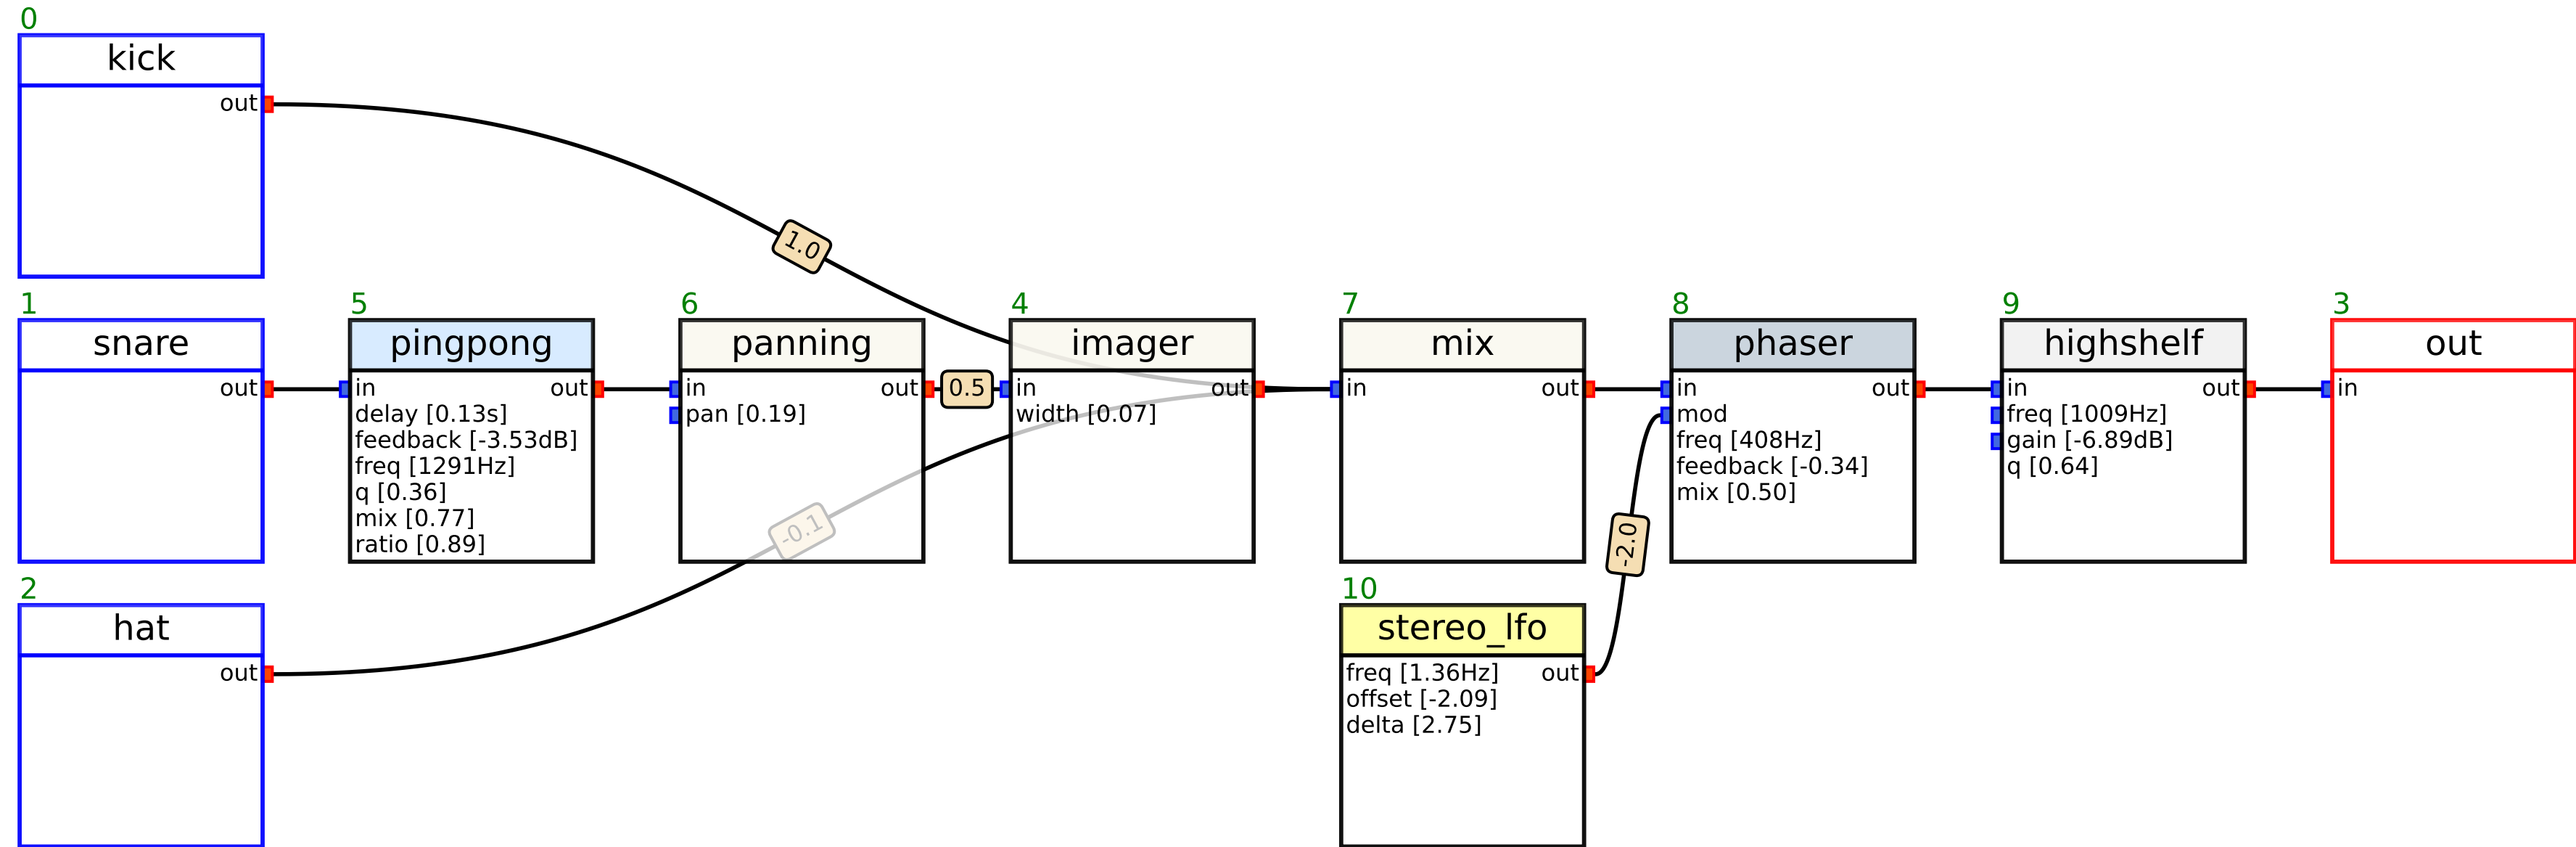 0
kick
out
1.0
1
snare
out
5
pingpong
in out
delay [0.13s]
feedback [-3.53dB]
freq [1291Hz]
q [0.36]
mix [0.77]
ratio [0.89]
6
panning
in out
pan [0.19]
0.5
4
imager
in out
width [0.07]
7
mix
in out
8
phaser
in out
mod
freq [408Hz]
feedback [-0.34]
mix [0.50]
9
highshelf
in out
freq [1009Hz]
gain [-6.89dB]
q [0.64]
3
out
in
-0.1
-2.0
2
hat
out
10
stereo_lfo
freq [1.36Hz] out
offset [-2.09]
delta [2.75]